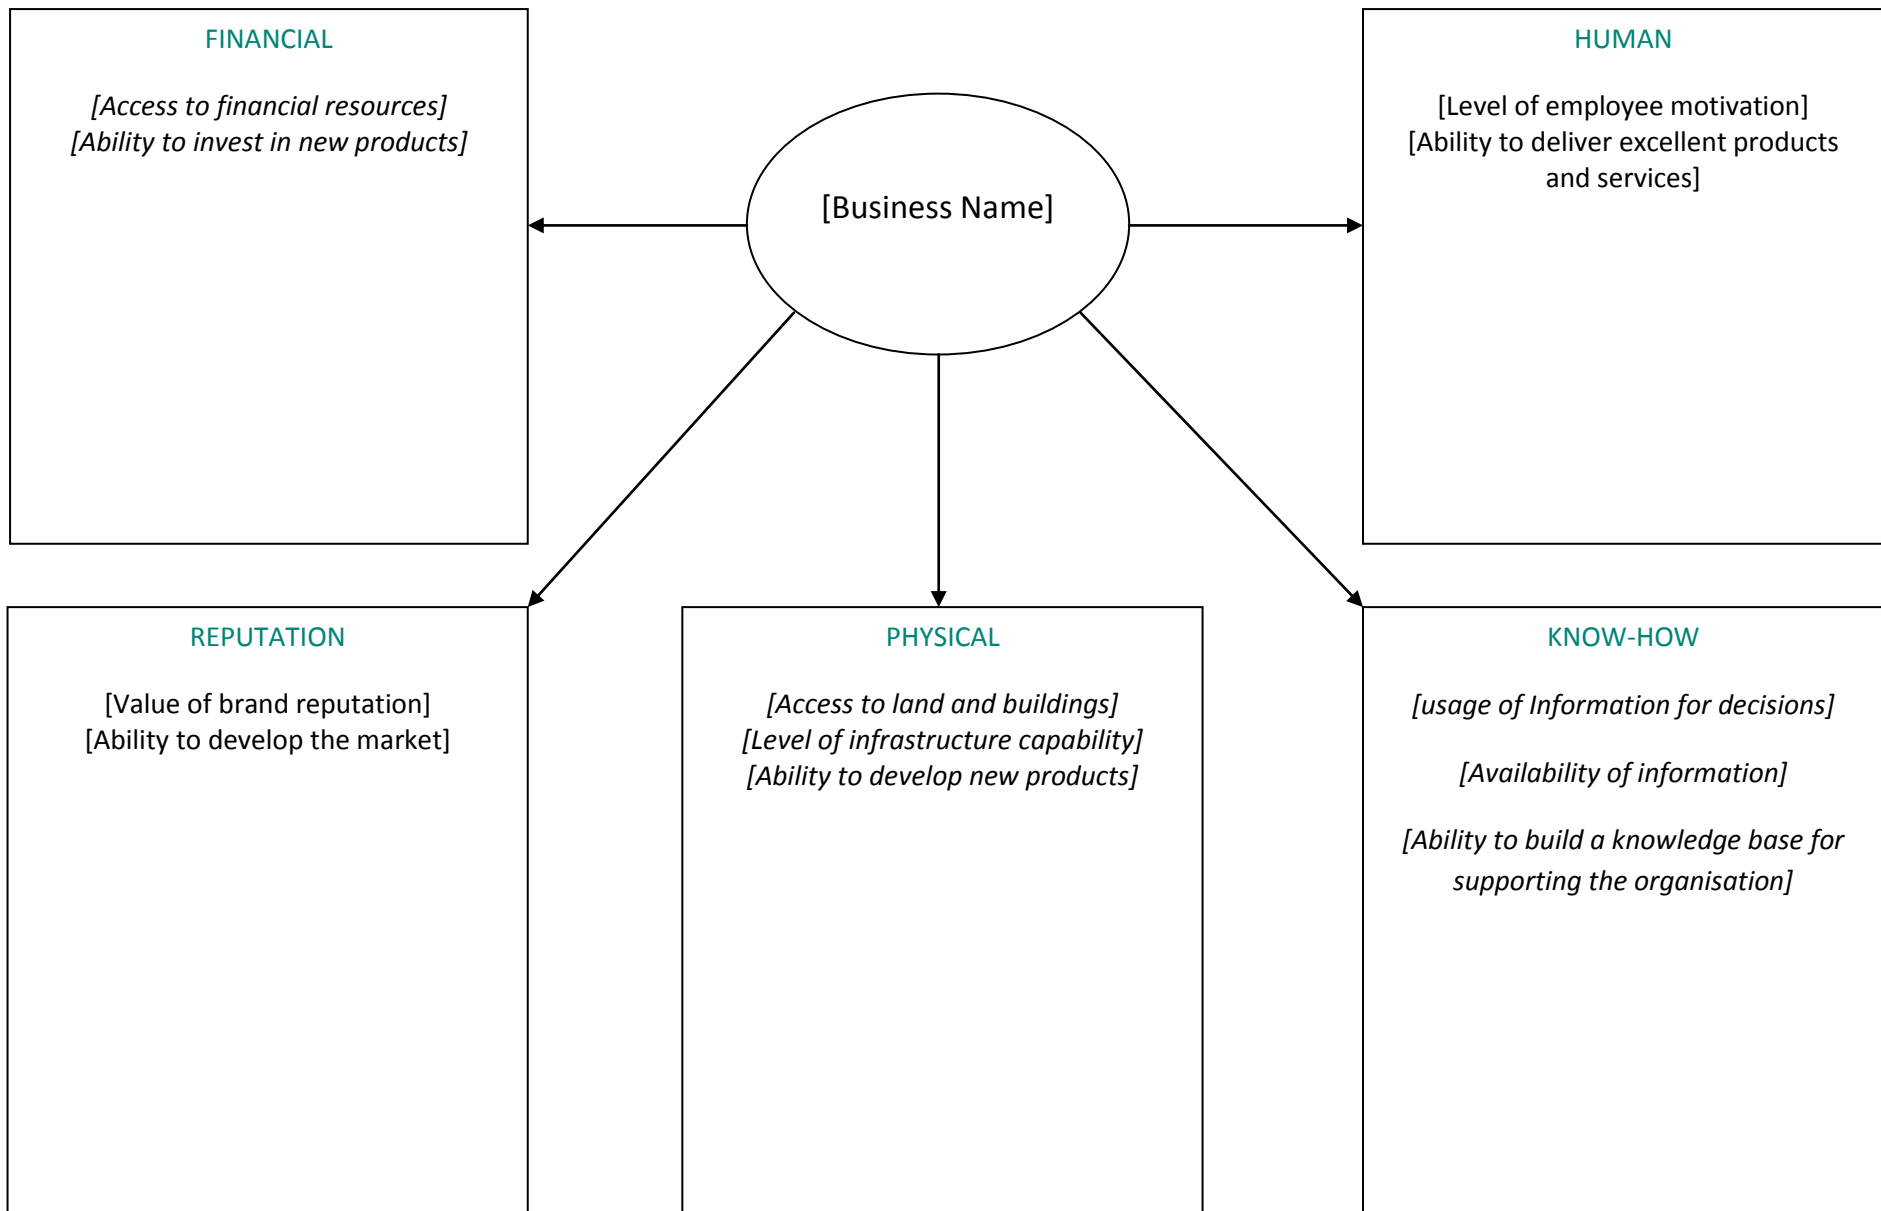 FINANCIAL
[Access to financial resources]
[Ability to invest in new products]
[Business Name]
HUMAN
[Level of employee motivation]
[Ability to deliver excellent products
and services]
REPUTATION
[Value of brand reputation]
[Ability to develop the market]
PHYSICAL
[Access to land and buildings]
[Level of infrastructure capability]
[Ability to develop new products]
KNOW-HOW
[usage of Information for decisions]
[Availability of information]
[Ability to build a knowledge base for
supporting the organisation]